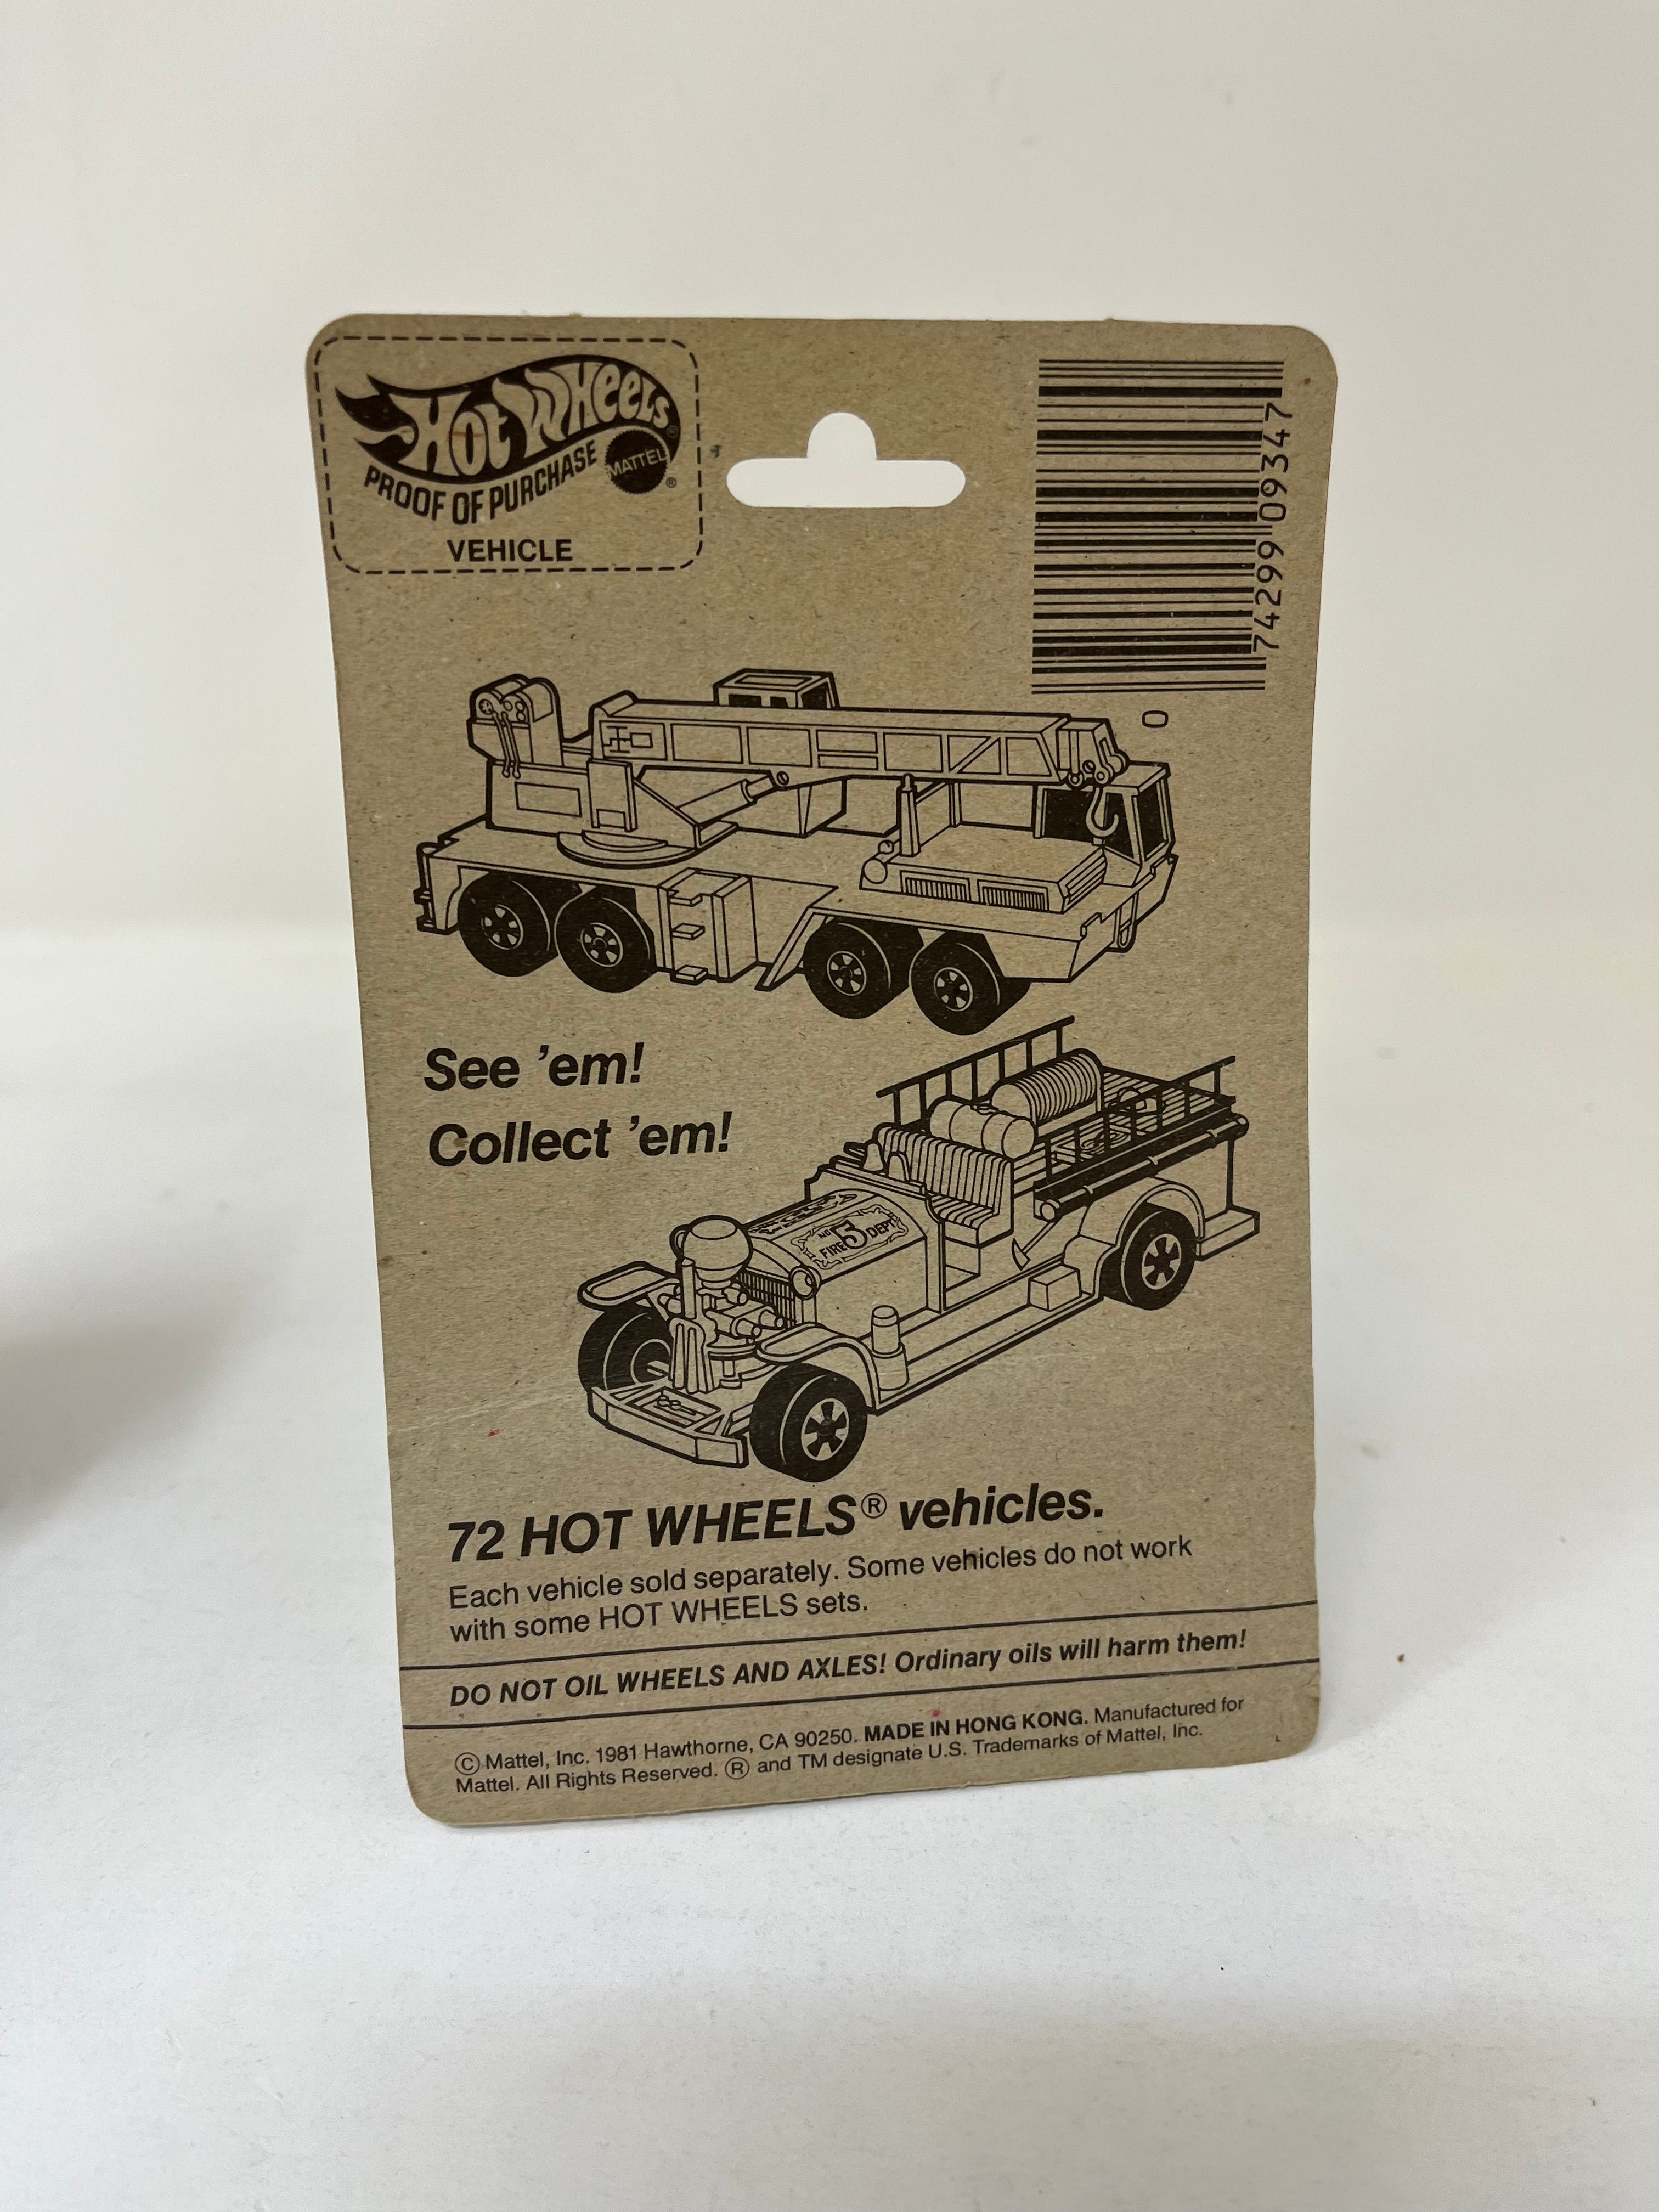 HOT WHEELS®
PROOF OF PURCHASE
MATTEL®
VEHICLE
0
74299 09347
See 'em!
Collect 'em!
NO 5
FIRE DEPT
72 HOT WHEELS® vehicles.
Each vehicle sold separately. Some vehicles do not work
with some HOT WHEELS sets.
DO NOT OIL WHEELS AND AXLES! Ordinary oils will harm them!
© Mattel, Inc. 1981 Hawthorne, CA 90250. MADE IN HONG KONG. Manufactured for
Mattel. All Rights Reserved. ® and TM designate U.S. Trademarks of Mattel, Inc.